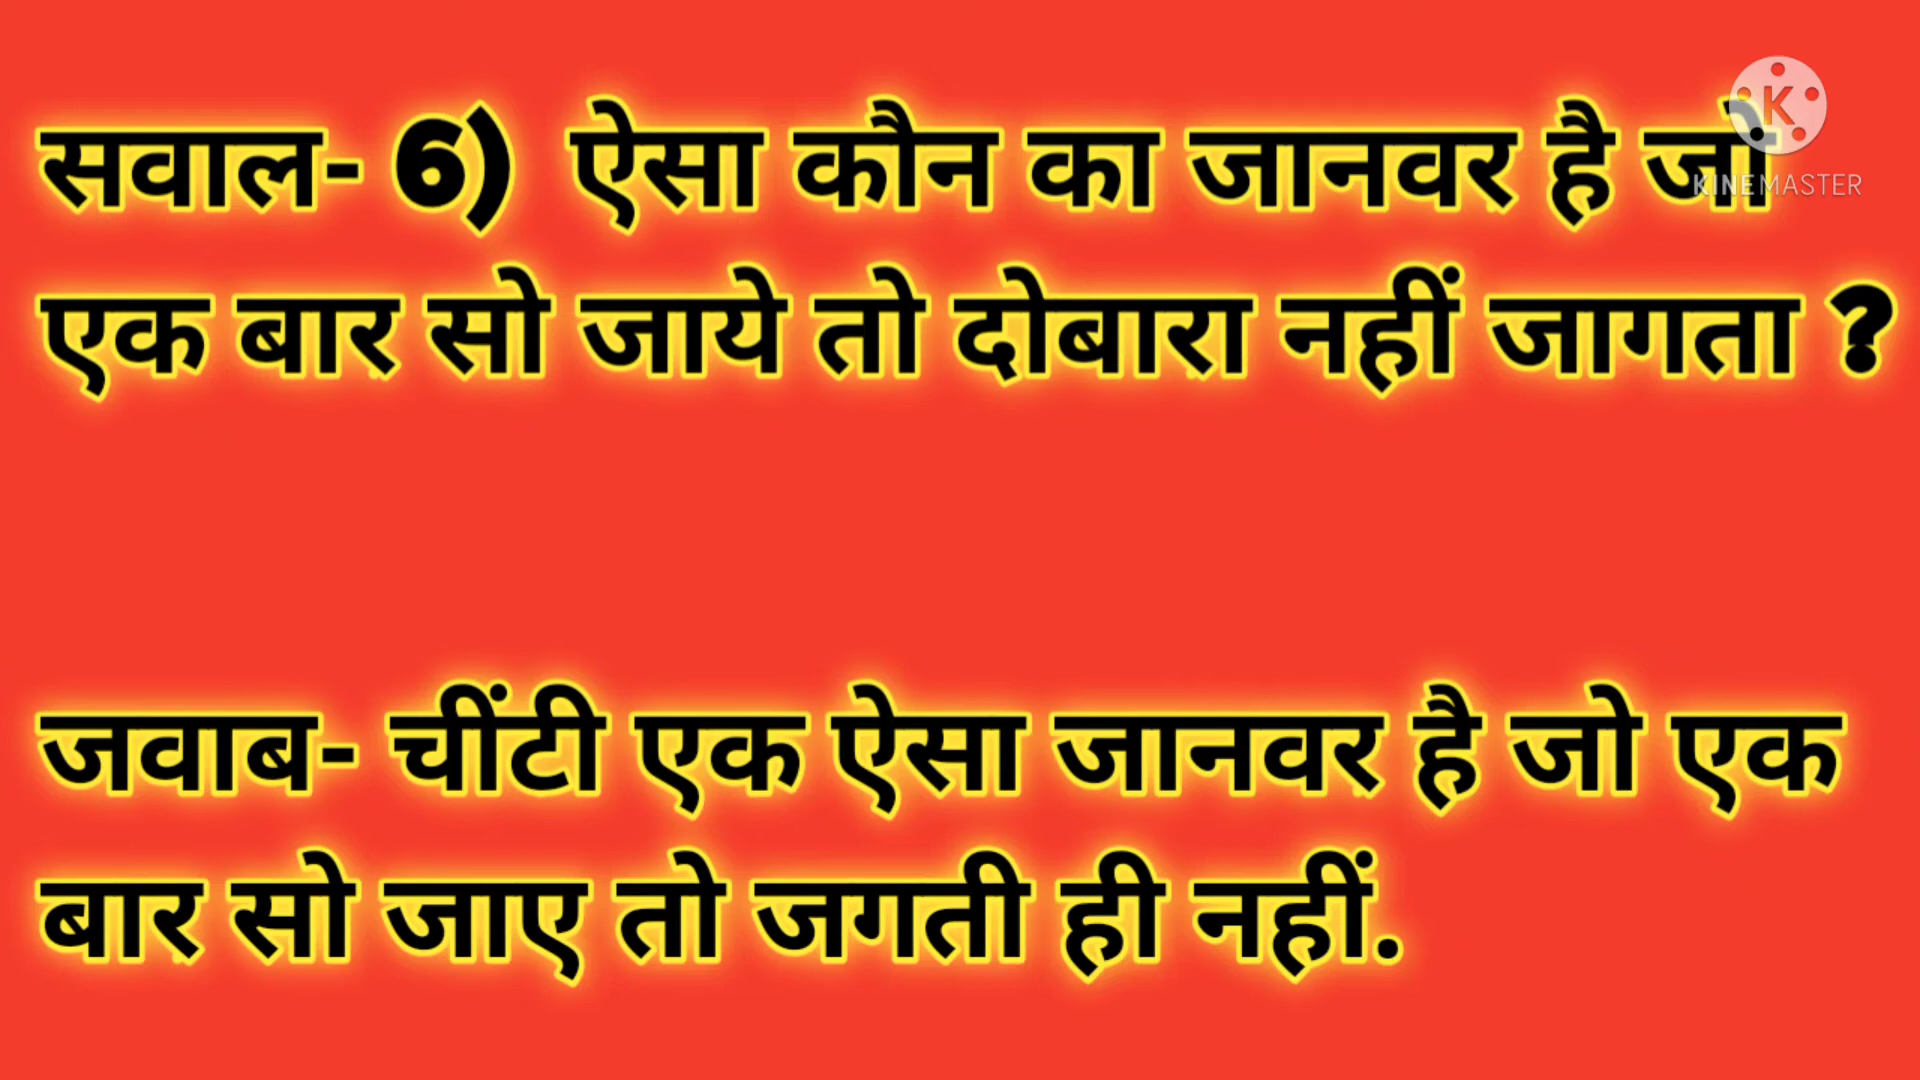 सवाल- 6) ऐसा कौन का जानवर है जो
KINEMASTER
एक बार सो जाये तो दोबारा नहीं जागता ?
जवाब- चींटी एक ऐसा जानवर है जो एक
बार सो जाए तो जगती ही नहीं.